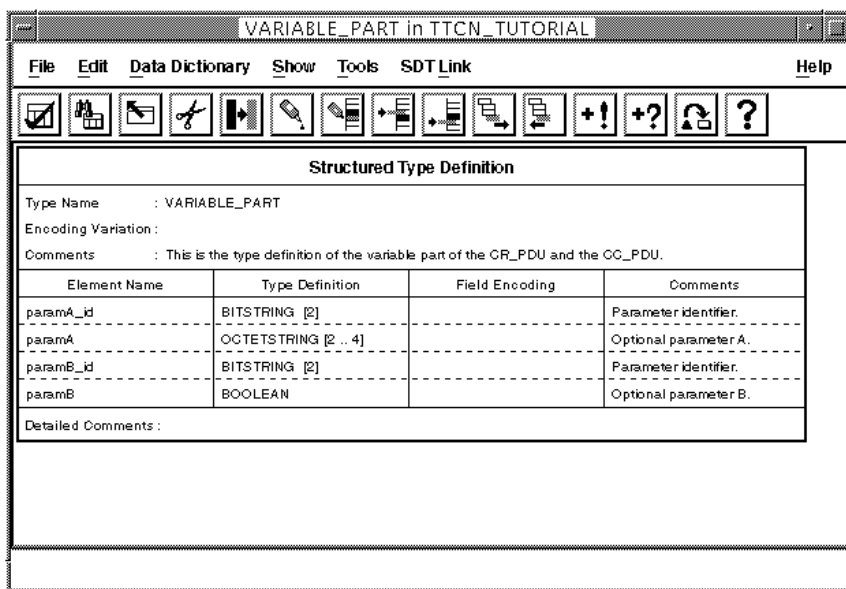 VARIABLE_PART in TTCN_TUTORIAL
File Edit Data Dictionary Show Tools SDT Link Help
+! +? ?
Structured Type Definition
Type Name : VARIABLE_PART
Encoding Variation :
Comments : This is the type definition of the variable part of the CR_PDU and the CC_PDU.
Element Name Type Definition Field Encoding Comments
paramA_id BITSTRING [2] Parameter identifier.
paramA OCTETSTRING [2 .. 4] Optional parameter A.
paramB_id BITSTRING [2] Parameter identifier.
paramB BOOLEAN Optional parameter B.
Detailed Comments :